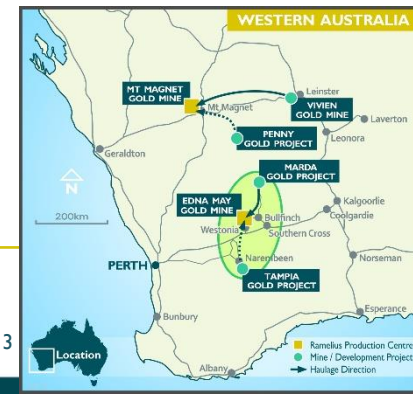 WESTERN AUSTRALIA
MT MAGNET
GOLD MINE
Mt Magnet
Leinster
VIVIEN
GOLD MINE
Laverton
Leonora
PENNY
GOLD PROJECT
Geraldton
MARDA
GOLD PROJECT
N
EDNA MAY
GOLD MINE
Kalgoorlie
Coolgardie
Bullfinch
200km
Westonia
Southern Cross
PERTH
Narembeen
Norseman
TAMPIA
GOLD PROJECT
Esperance
Bunbury
3
Location
Albany
Ramelius Production Centre
Mine / Development Project
Haulage Direction